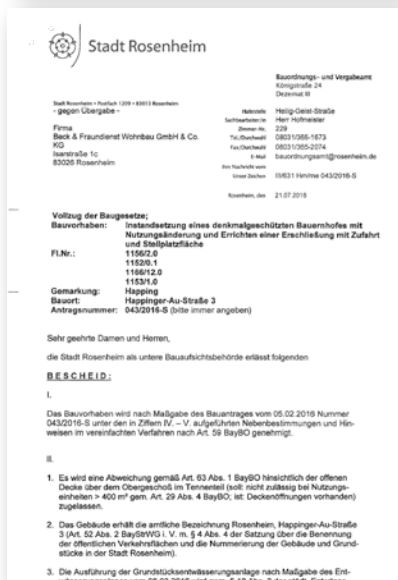 Stadt Rosenheim
Bauordnungs- und Vergabeamt
Königstraße 24
Dezernat III
Stadt Rosenheim • Postfach 1209 • 83013 Rosenheim
- gegen Übergabe -
Haltestelle Heilig-Geist-Straße
Sachbearbeiter/in Herr Hofmeister
Firma
Zimmer-Nr. 229
Beck & Fraundienst Wohnbau GmbH & Co.
Tel./Durchwahl 08031/365-1673
KG
Fax/Durchwahl 08031/365-2074
Isarstraße 1c
E-Mail bauordnungsamt@rosenheim.de
83026 Rosenheim
Ihre Nachricht vom
Unser Zeichen III/631 Hm/mse 043/2016-S
Rosenheim, den 21.07.2016
Vollzug der Baugesetze;
Bauvorhaben: Instandsetzung eines denkmalgeschützten Bauernhofes mit
Nutzungsänderung und Errichten einer Erschließung mit Zufahrt
und Stellplatzfläche
Fl.Nr.: 1156/2.0
1152/0.1
1166/12.0
1153/1.0
Gemarkung: Happing
Bauort: Happinger-Au-Straße 3
Antragsnummer: 043/2016-S (bitte immer angeben)
Sehr geehrte Damen und Herren,
die Stadt Rosenheim als untere Bauaufsichtsbehörde erlässt folgenden
BESCHEID:
I.
Das Bauvorhaben wird nach Maßgabe des Bauantrages vom 05.02.2016 Nummer
043/2016-S unter den in Ziffern IV. – V. aufgeführten Nebenbestimmungen und Hin-
weisen im vereinfachten Verfahren nach Art. 59 BayBO genehmigt.
II.
1. Es wird eine Abweichung gemäß Art. 63 Abs. 1 BayBO hinsichtlich der offenen
Decke über dem Obergeschoß im Tennenteil (soll: nicht zulässig bei Nutzungs-
einheiten > 400 m² gem. Art. 29 Abs. 4 BayBO; ist: Deckenöffnungen vorhanden)
zugelassen.
2. Das Gebäude erhält die amtliche Bezeichnung Rosenheim, Happinger-Au-Straße
3 (Art. 52 Abs. 2 BayStrWG i. V. m. § 4 Abs. 4 der Satzung über die Benennung
der öffentlichen Verkehrsflächen und die Nummerierung der Gebäude und Grund-
stücke in der Stadt Rosenheim).
3. Die Ausführung der Grundstücksentwässerungsanlage nach Maßgabe des Ent-